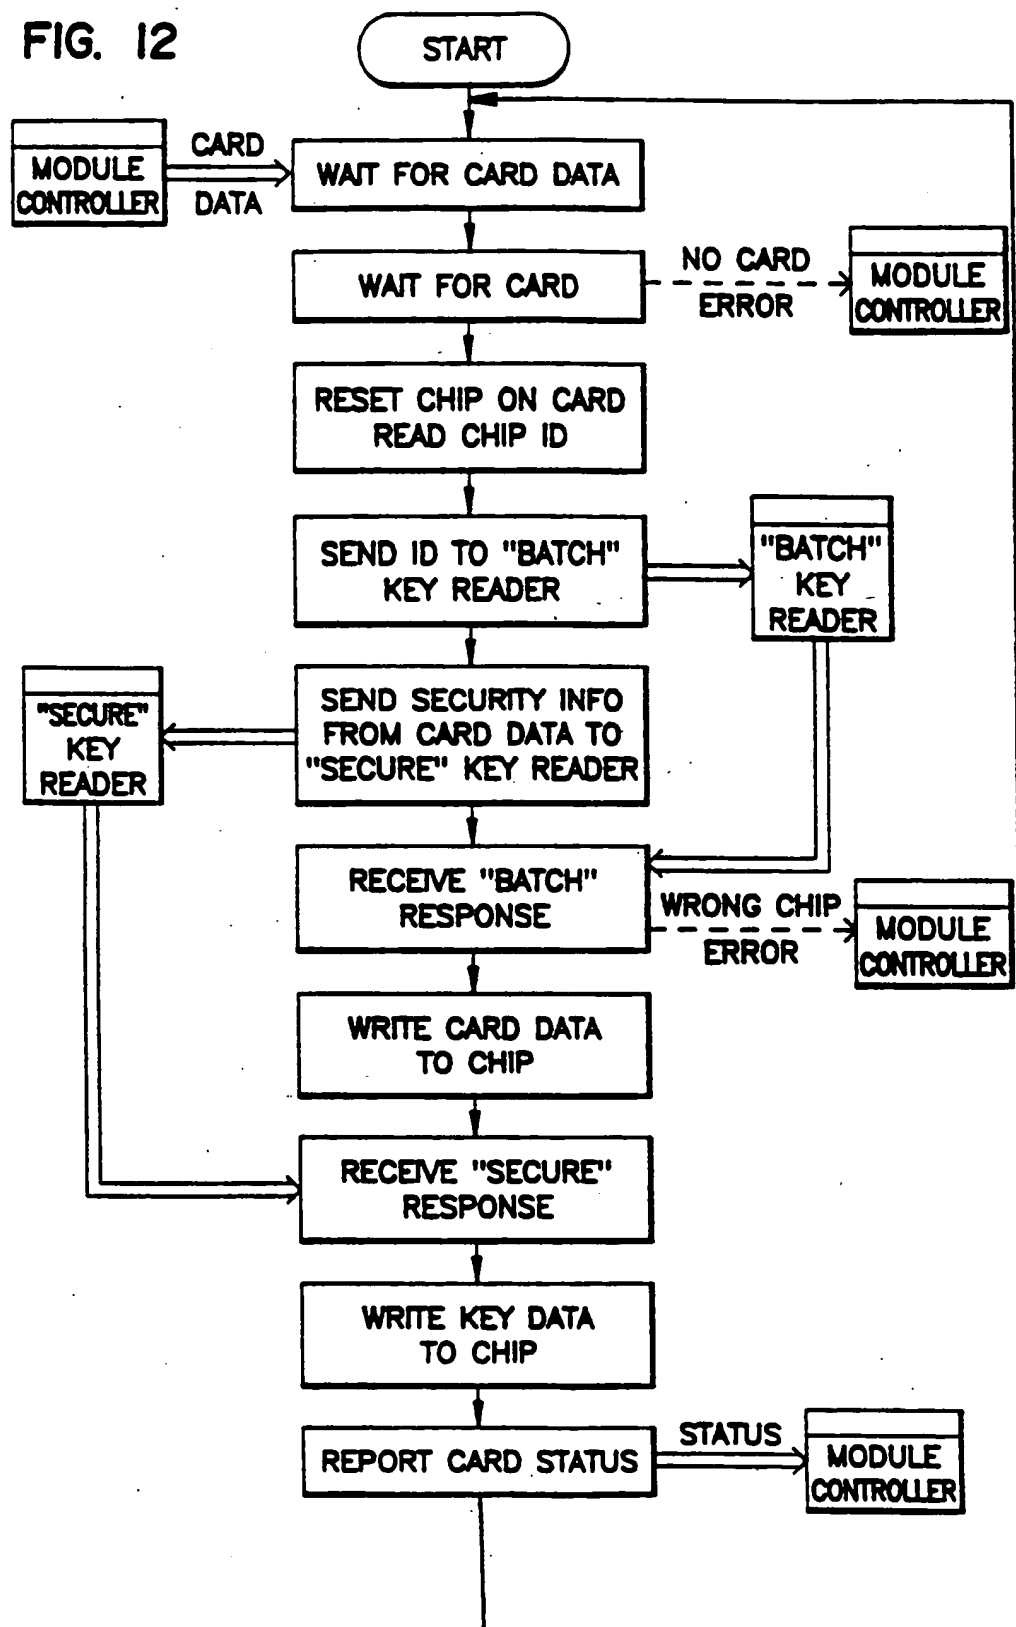 FIG. 12
START
CARD
DATA
MODULE
CONTROLLER
WAIT FOR CARD DATA
WAIT FOR CARD
NO CARD
ERROR
MODULE
CONTROLLER
RESET CHIP ON CARD
READ CHIP ID
SEND ID TO "BATCH"
KEY READER
"BATCH"
KEY
READER
SEND SECURITY INFO
FROM CARD DATA TO
"SECURE" KEY READER
"SECURE"
KEY
READER
RECEIVE "BATCH"
RESPONSE
WRONG CHIP
ERROR
MODULE
CONTROLLER
WRITE CARD DATA
TO CHIP
RECEIVE "SECURE"
RESPONSE
WRITE KEY DATA
TO CHIP
REPORT CARD STATUS
STATUS
MODULE
CONTROLLER